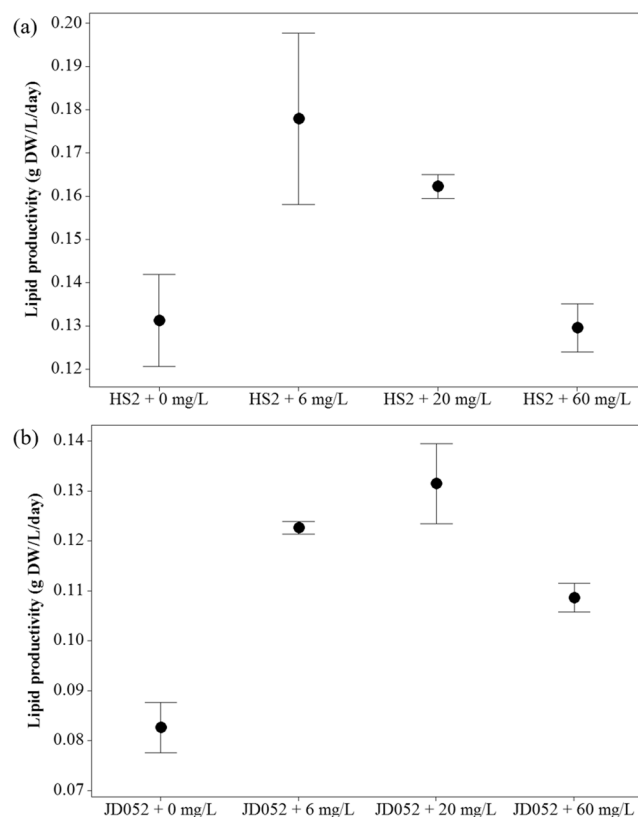 (a)
Lipid productivity (g DW/L/day)
0.20
0.19
0.18
0.17
0.16
0.15
0.14
0.13
0.12
HS2 + 0 mg/L HS2 + 6 mg/L HS2 + 20 mg/L HS2 + 60 mg/L
(b)
Lipid productivity (g DW/L/day)
0.14
0.13
0.12
0.11
0.10
0.09
0.08
0.07
JD052 + 0 mg/L JD052 + 6 mg/L JD052 + 20 mg/L JD052 + 60 mg/L